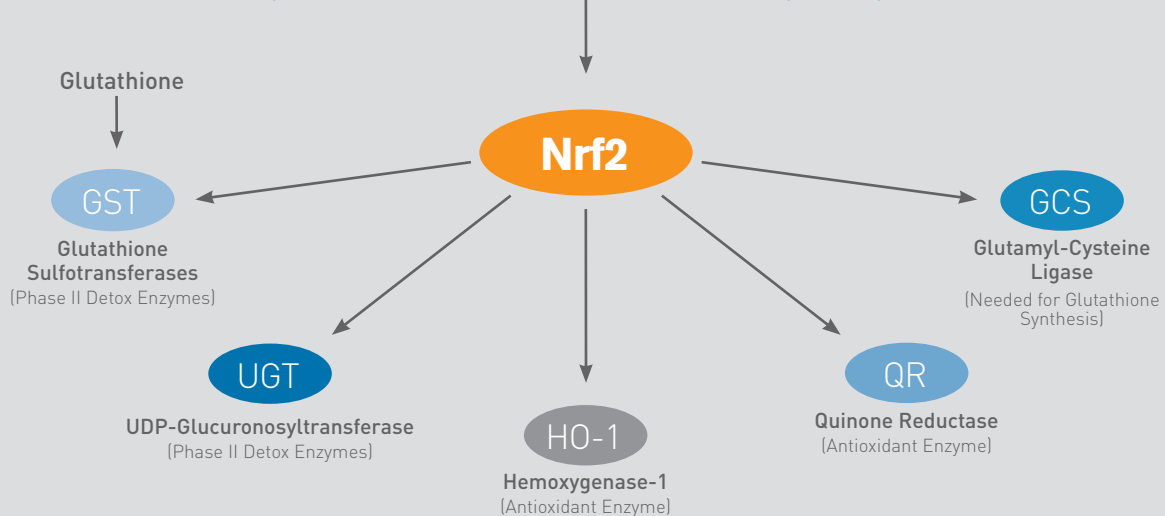 Glutathione
Nrf2
GST
Glutathione
Sulfotransferases
(Phase II Detox Enzymes)
GCS
Glutamyl-Cysteine
Ligase
(Needed for Glutathione
Synthesis)
UGT
UDP-Glucuronosyltransferase
(Phase II Detox Enzymes)
QR
Quinone Reductase
(Antioxidant Enzyme)
HO-1
Hemoxygenase-1
(Antioxidant Enzyme)